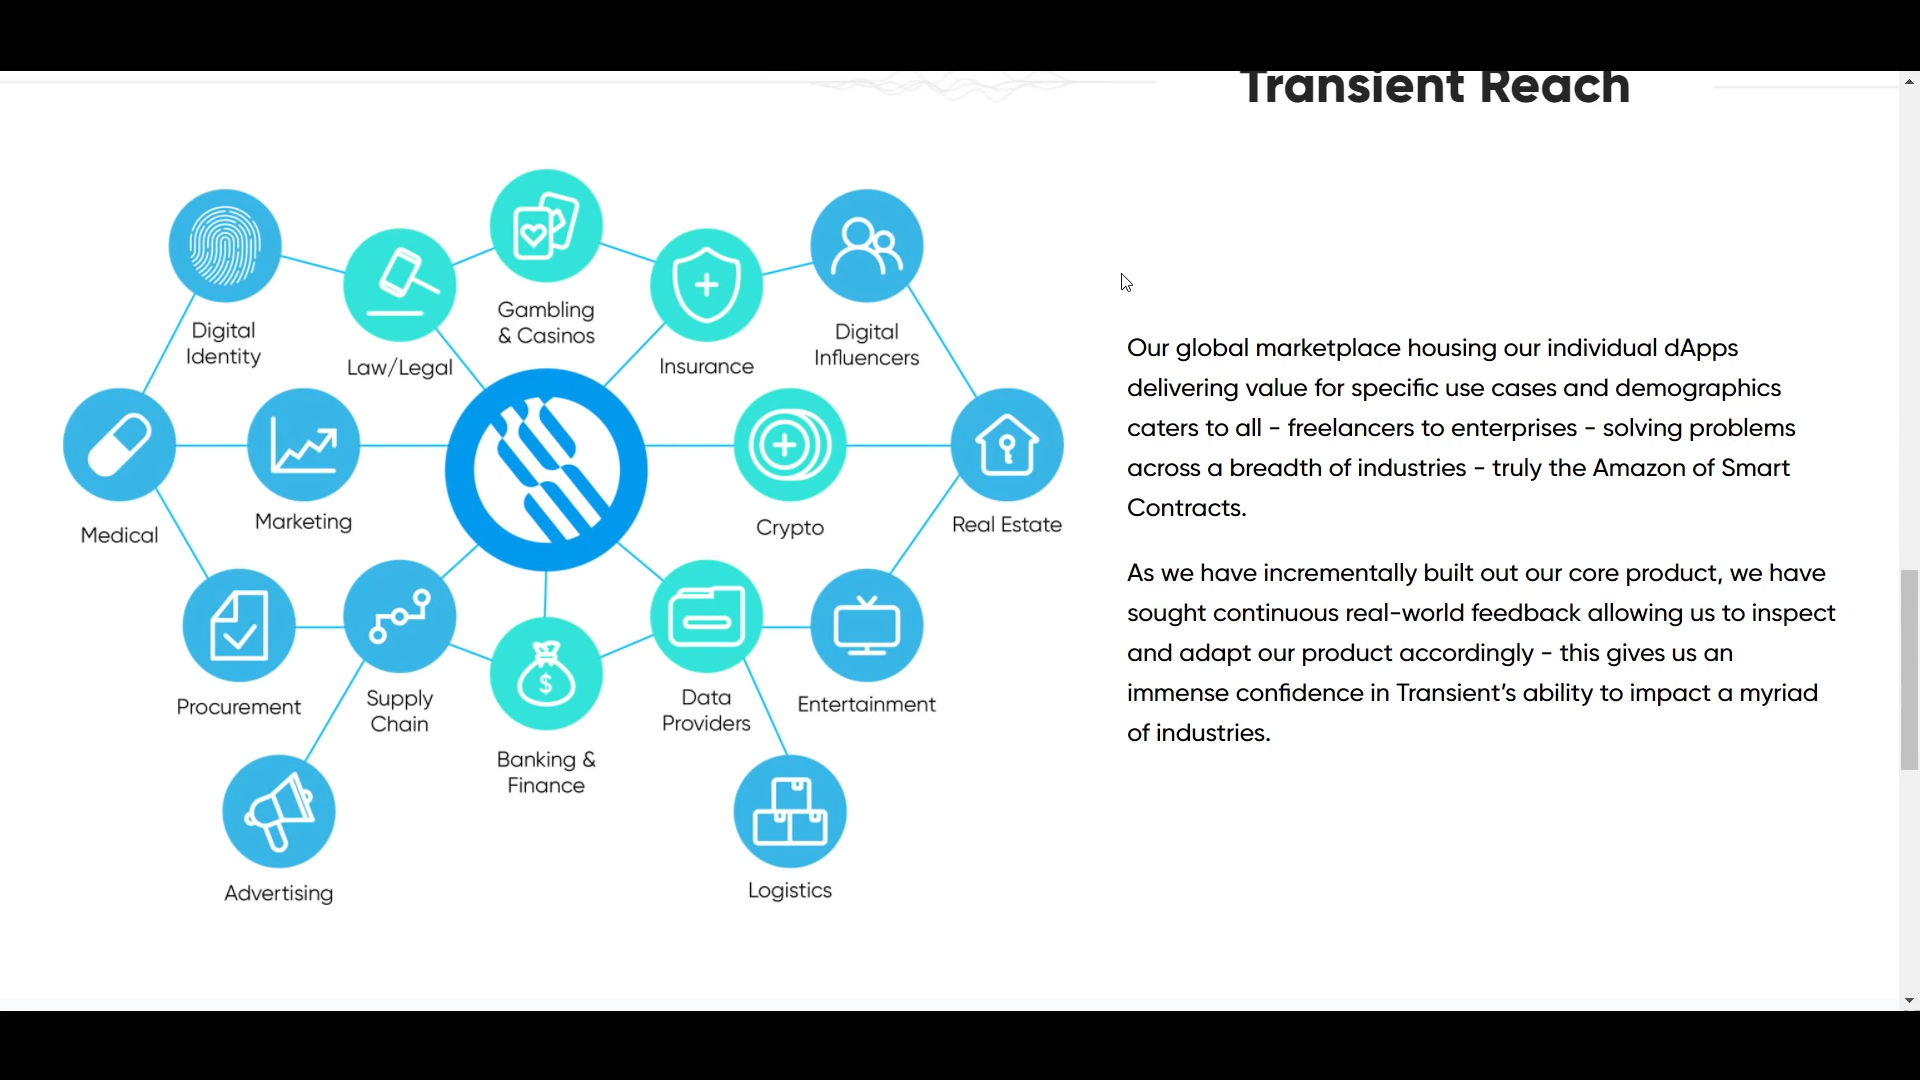 Transient Reach
Digital
Identity
Law/Legal
Gambling
& Casinos
Insurance
Digital
Influencers
Medical
Marketing
Crypto
Real Estate
Procurement
Supply
Chain
$
Banking &
Finance
Data
Providers
Entertainment
Advertising
Logistics
Our global marketplace housing our individual dApps
delivering value for specific use cases and demographics
caters to all - freelancers to enterprises - solving problems
across a breadth of industries - truly the Amazon of Smart
Contracts.
As we have incrementally built out our core product, we have
sought continuous real-world feedback allowing us to inspect
and adapt our product accordingly - this gives us an
immense confidence in Transient’s ability to impact a myriad
of industries.